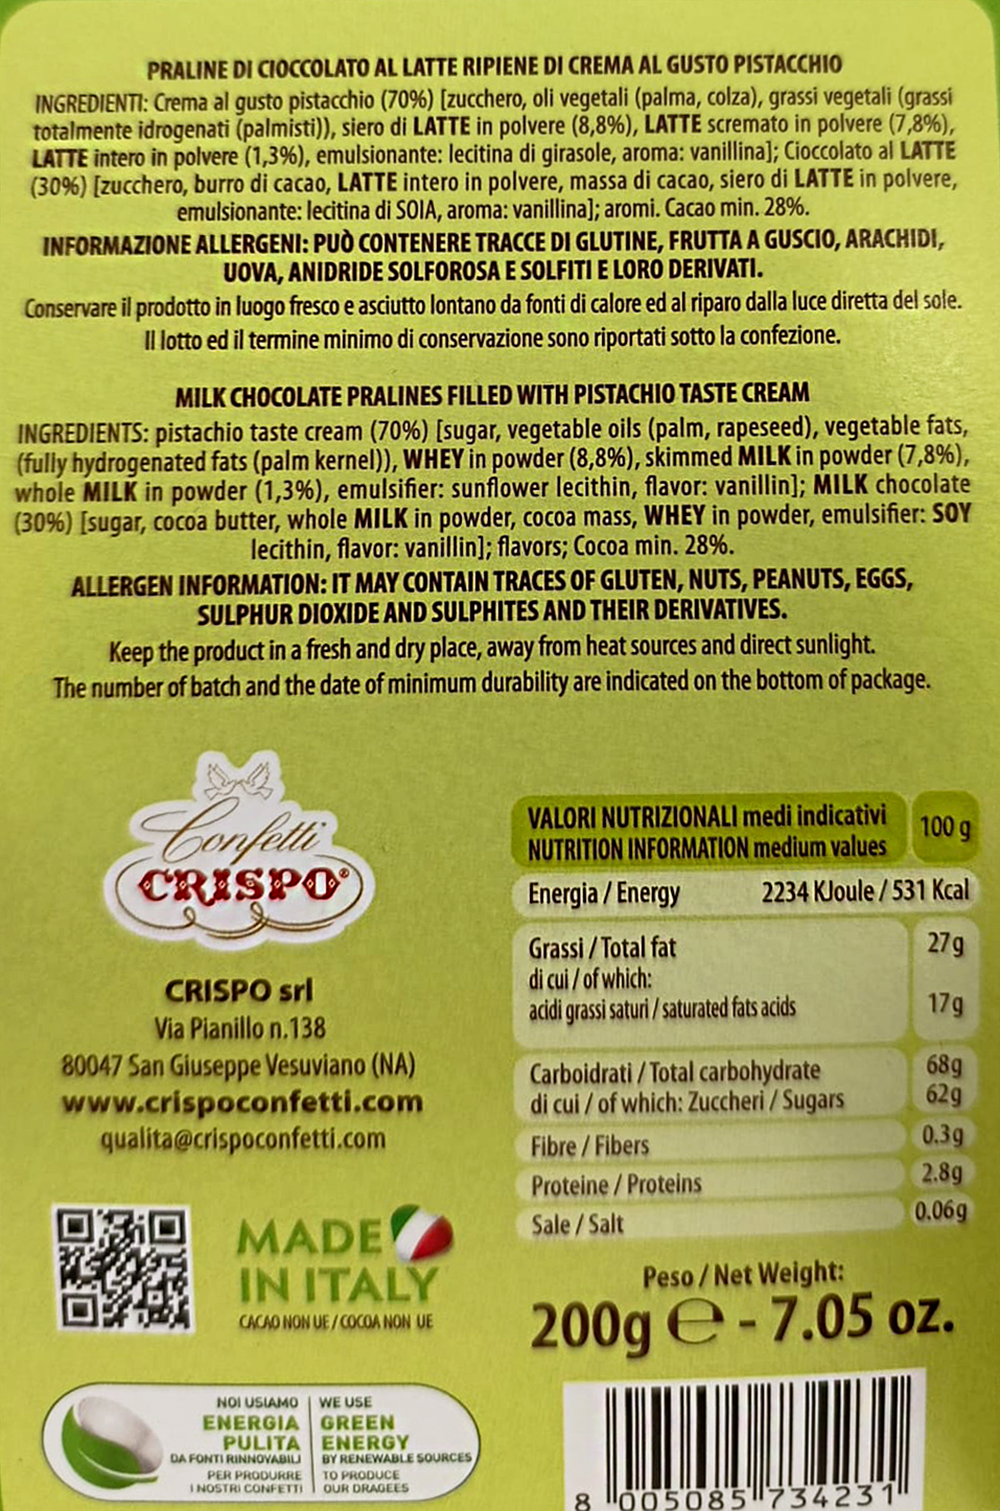 PRALINE DI CIOCCOLATO AL LATTE RIPIENE DI CREMA AL GUSTO PISTACCHIO
INGREDIENTI: Crema al gusto pistacchio (70%) [zucchero, oli vegetali (palma, colza), grassi vegetali (grassi
totalmente idrogenati (palmisti)), siero di LATTE in polvere (8,8%), LATTE scremato in polvere (7,8%),
LATTE intero in polvere (1,3%), emulsionante: lecitina di girasole, aroma: vanillina]; Cioccolato al LATTE
(30%) [zucchero, burro di cacao, LATTE intero in polvere, massa di cacao, siero di LATTE in polvere,
emulsionante: lecitina di SOIA, aroma: vanillina]; aromi. Cacao min. 28%.
INFORMAZIONE ALLERGENI: PUÒ CONTENERE TRACCE DI GLUTINE, FRUTTA A GUSCIO, ARACHIDI,
UOVA, ANIDRIDE SOLFOROSA E SOLFITI E LORO DERIVATI.
Conservare il prodotto in luogo fresco e asciutto lontano da fonti di calore ed al riparo dalla luce diretta del sole.
Il lotto ed il termine minimo di conservazione sono riportati sotto la confezione.
MILK CHOCOLATE PRALINES FILLED WITH PISTACHIO TASTE CREAM
INGREDIENTS: pistachio taste cream (70%) [sugar, vegetable oils (palm, rapeseed), vegetable fats,
(fully hydrogenated fats (palm kernel)), WHEY in powder (8,8%), skimmed MILK in powder (7,8%),
whole MILK in powder (1,3%), emulsifier: sunflower lecithin, flavor: vanillin]; MILK chocolate
(30%) [sugar, cocoa butter, whole MILK in powder, cocoa mass, WHEY in powder, emulsifier: SOY
lecithin, flavor: vanillin]; flavors; Cocoa min. 28%.
ALLERGEN INFORMATION: IT MAY CONTAIN TRACES OF GLUTEN, NUTS, PEANUTS, EGGS,
SULPHUR DIOXIDE AND SULPHITES AND THEIR DERIVATIVES.
Keep the product in a fresh and dry place, away from heat sources and direct sunlight.
The number of batch and the date of minimum durability are indicated on the bottom of package.
Confetti
CRISPO®
CRISPO srl
Via Pianillo n.138
80047 San Giuseppe Vesuviano (NA)
www.crispoconfetti.com
qualita@crispoconfetti.com
MADE
IN ITALY
CACAO NON UE / COCOA NON UE
NOI USIAMO
ENERGIA
PULITA
DA FONTI RINNOVABILI
PER PRODURRE
I NOSTRI CONFETTI
WE USE
GREEN
ENERGY
BY RENEWABLE SOURCES
TO PRODUCE
OUR DRAGEES
VALORI NUTRIZIONALI medi indicativi
NUTRITION INFORMATION medium values
100 g
Energia / Energy 2234 KJoule / 531 Kcal
Grassi / Total fat 27g
di cui / of which:
acidi grassi saturi / saturated fats acids 17g
Carboidrati / Total carbohydrate 68g
di cui / of which: Zuccheri / Sugars 62g
Fibre / Fibers 0.3g
Proteine / Proteins 2.8g
Sale / Salt 0.06g
Peso / Net Weight:
200g ℮ - 7.05 oz.
8 005085 734231